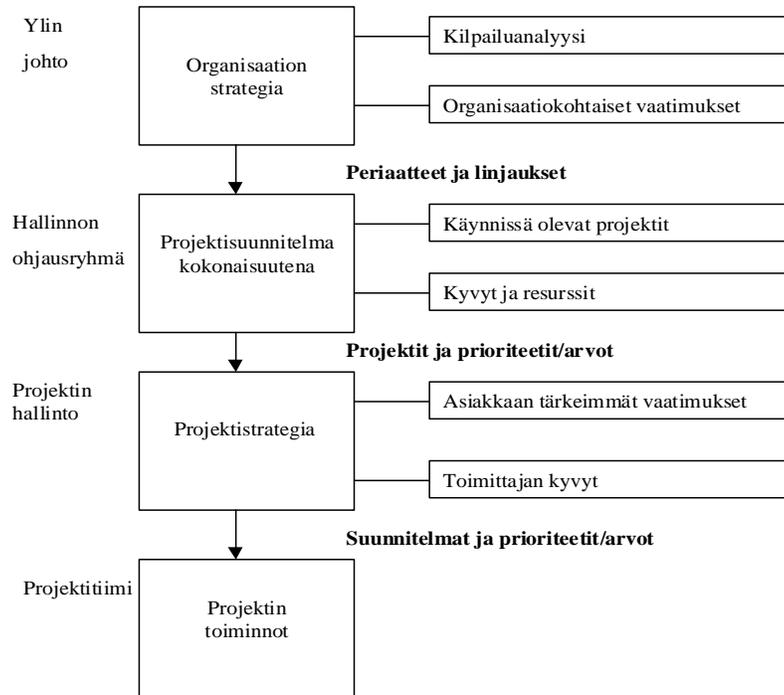 Ylin
johto
Organisaation
strategia
Kilpailuanalyysi
Organisaatiokohtaiset vaatimukset
Periaatteet ja linjaukset
Hallinnon
ohjausryhmä
Projektisuunnitelma
kokonaisuutena
Käynnissä olevat projektit
Kyvyt ja resurssit
Projektit ja prioriteetit/arvot
Projektin
hallinto
Projektistrategia
Asiakkaan tärkeimmät vaatimukset
Toimittajan kyvyt
Suunnitelmat ja prioriteetit/arvot
Projektitiimi
Projektin
toiminnot